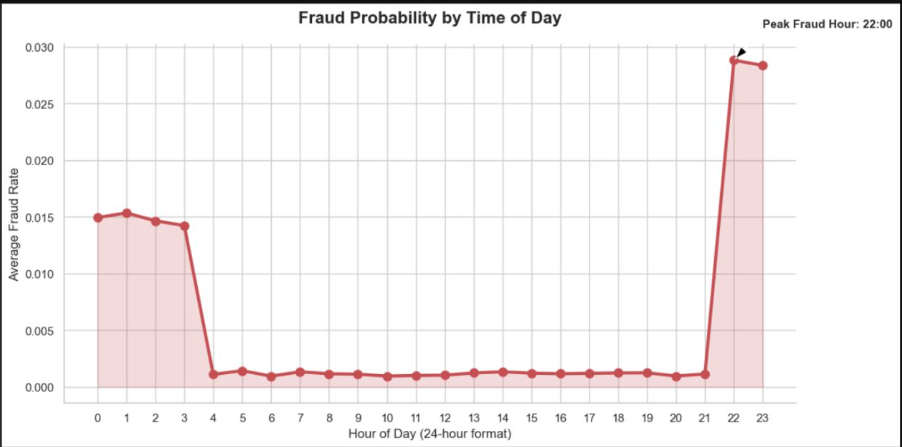 Fraud Probability by Time of Day
Peak Fraud Hour: 22:00
Average Fraud Rate
0.030
0.025
0.020
0.015
0.010
0.005
0.000
0 1 2 3 4 5 6 7 8 9 10 11 12 13 14 15 16 17 18 19 20 21 22 23
Hour of Day (24-hour format)